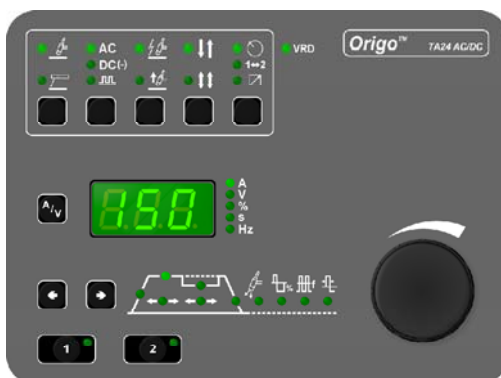 AC
DC(-)
1↔2
VRD
Origo™ TA24 AC/DC
A/V
150
A
V
%
s
Hz
%
f
1
2